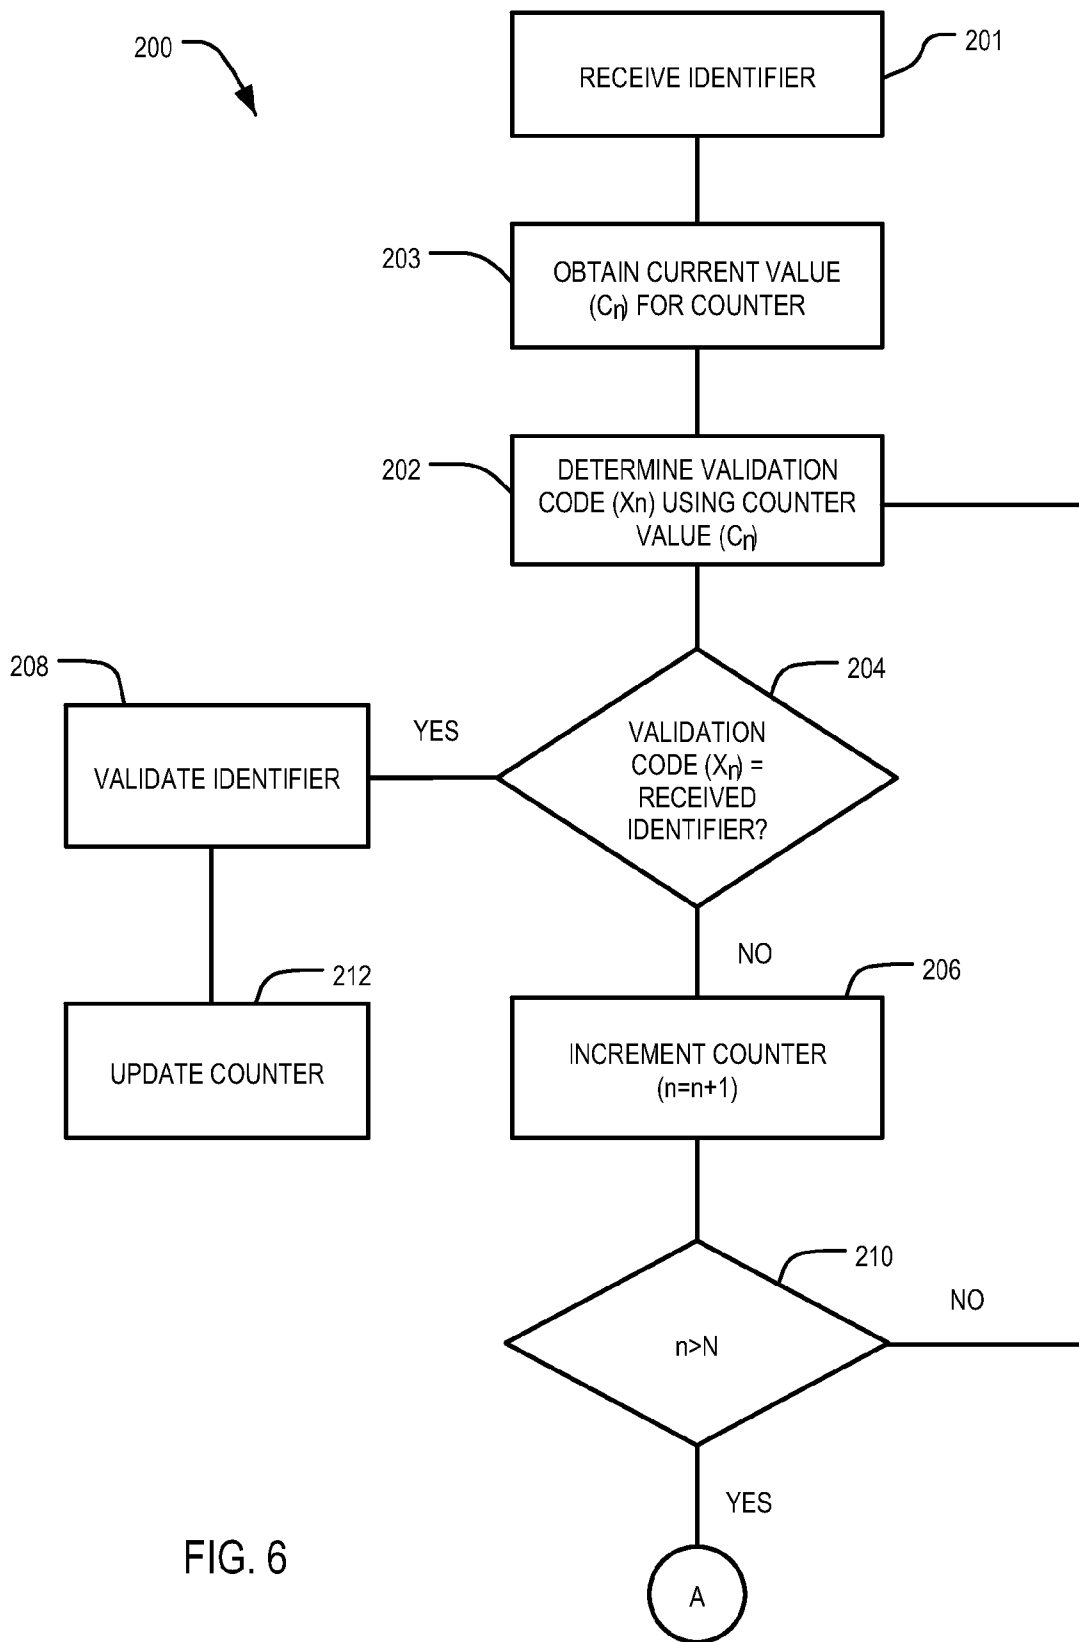 200
201
RECEIVE IDENTIFIER
203
OBTAIN CURRENT VALUE
(Cn) FOR COUNTER
202
DETERMINE VALIDATION
CODE (Xn) USING COUNTER
VALUE (Cn)
208
204
YES
VALIDATION
CODE (Xn) =
RECEIVED
IDENTIFIER?
VALIDATE IDENTIFIER
NO
212
206
UPDATE COUNTER
INCREMENT COUNTER
(n=n+1)
210
NO
n>N
YES
FIG. 6
A